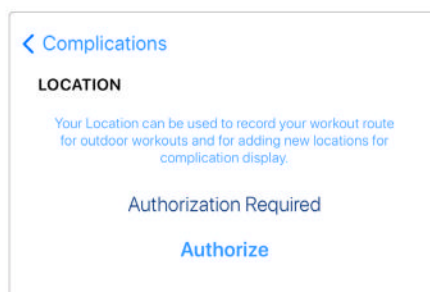 Complications
LOCATION
Your Location can be used to record your workout route
for outdoor workouts and for adding new locations for
complication display.
Authorization Required
Authorize